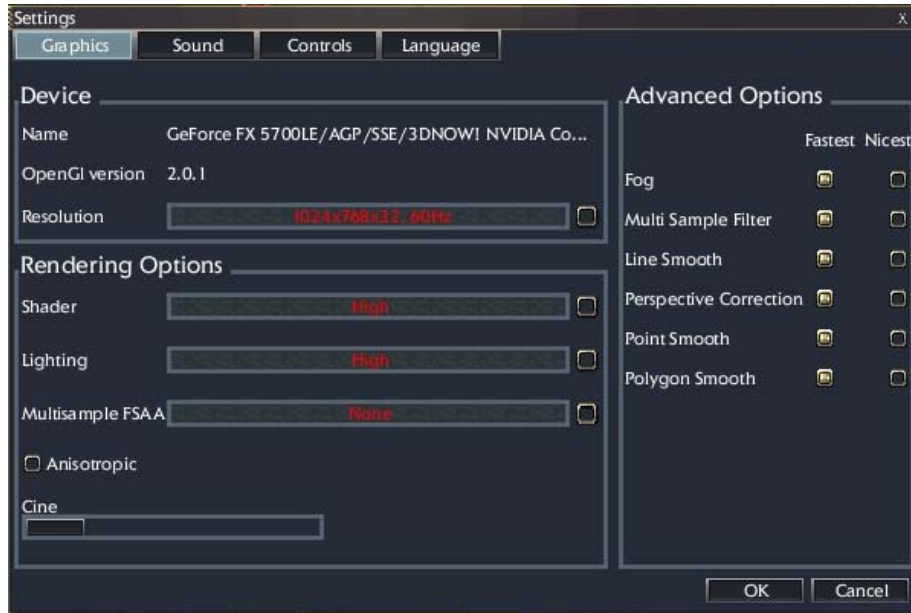 Settings X
Graphics Sound Controls Language
Device
Name GeForce FX 5700LE/AGP/SSE/3DNOW! NVIDIA Co...
OpenGl version 2.0.1
Resolution 1024x768x32, 60Hz
Rendering Options
Shader High
Lighting High
Multisample FSAA None
Anisotropic
Cine
Advanced Options
Fastest Nicest
Fog
Multi Sample Filter
Line Smooth
Perspective Correction
Point Smooth
Polygon Smooth
OK Cancel